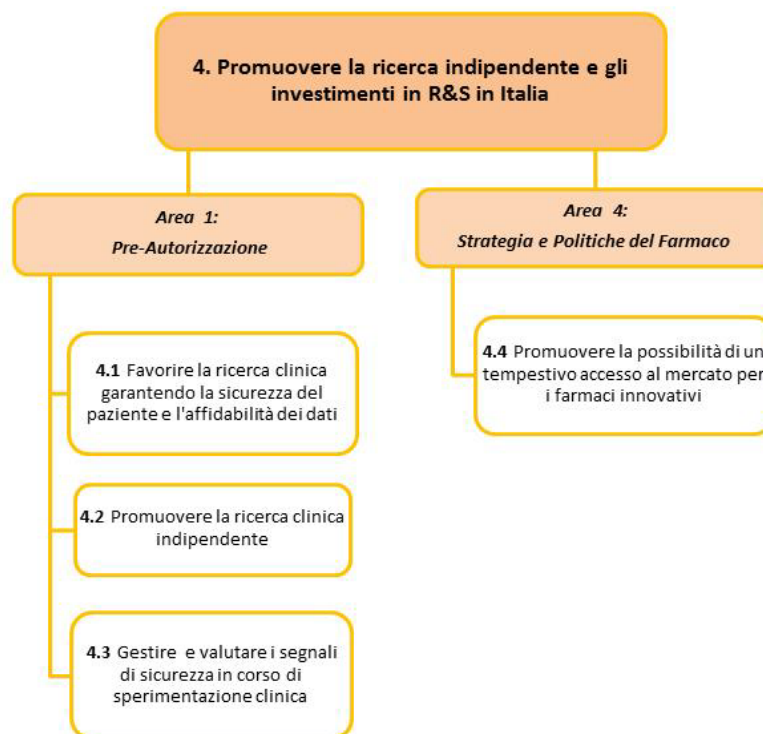 4. Promuovere la ricerca indipendente e gli
investimenti in R&S in Italia
Area 1:
Pre-Autorizzazione
4.1 Favorire la ricerca clinica
garantendo la sicurezza del
paziente e l'affidabilità dei dati
4.2 Promuovere la ricerca clinica
indipendente
4.3 Gestire e valutare i segnali
di sicurezza in corso di
sperimentazione clinica
Area 4:
Strategia e Politiche del Farmaco
4.4 Promuovere la possibilità di un
tempestivo accesso al mercato per
i farmaci innovativi